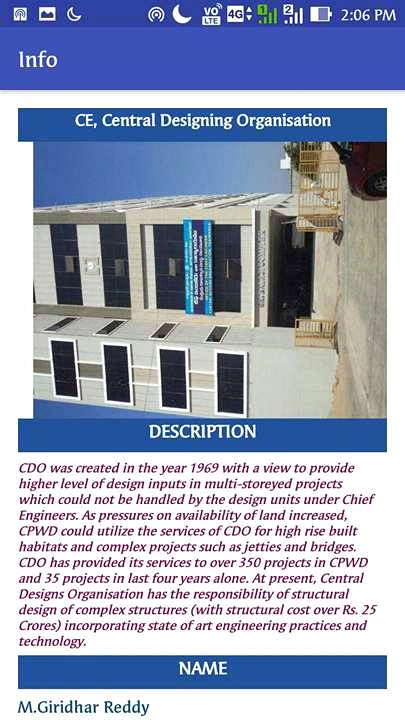 VO
LTE
4G
1
2
2:06 PM
Info
CE, Central Designing Organisation
DESCRIPTION
CDO was created in the year 1969 with a view to provide
higher level of design inputs in multi-storeyed projects
which could not be handled by the design units under Chief
Engineers. As pressures on availability of land increased,
CPWD could utilize the services of CDO for high rise built
habitats and complex projects such as jetties and bridges.
CDO has provided its services to over 350 projects in CPWD
and 35 projects in last four years alone. At present, Central
Designs Organisation has the responsibility of structural
design of complex structures (with structural cost over Rs. 25
Crores) incorporating state of art engineering practices and
technology.
NAME
M.Giridhar Reddy